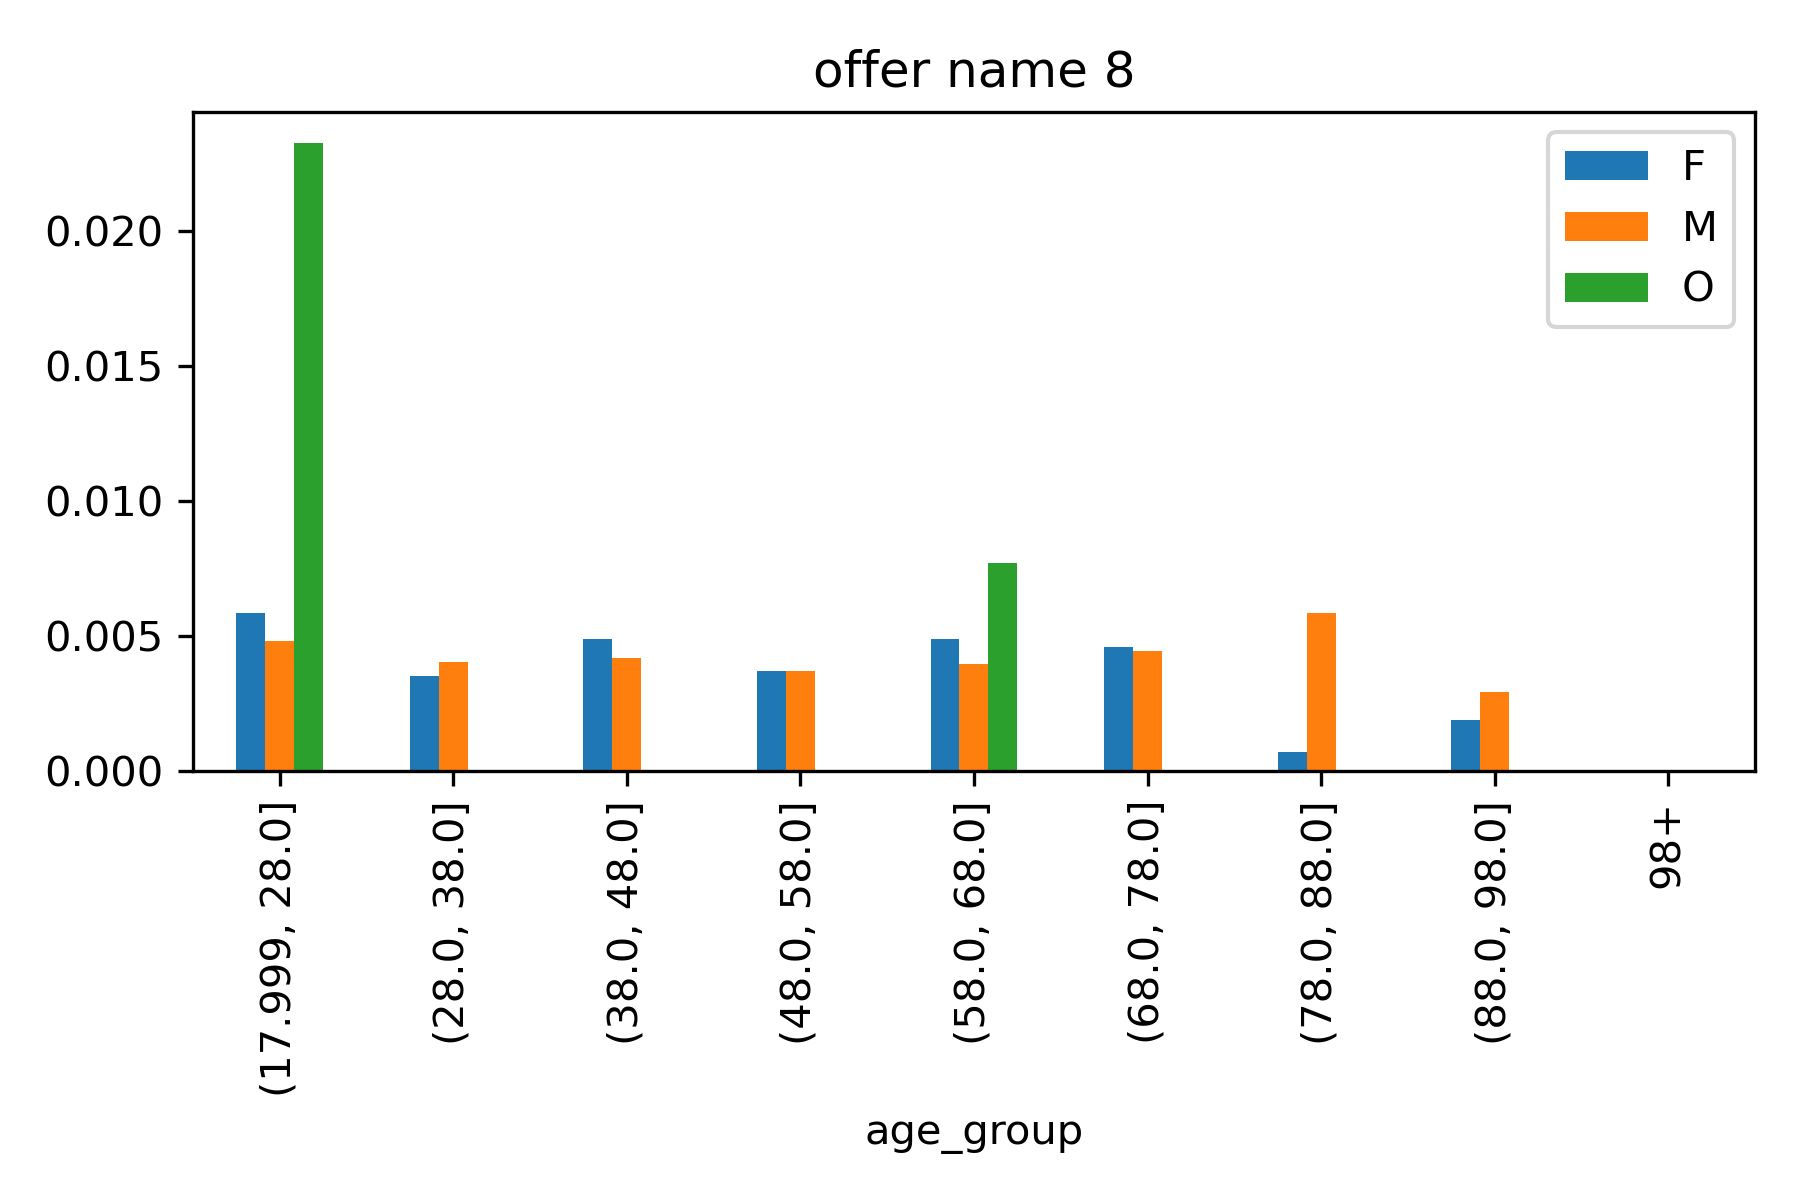 offer name 8
F
M
O
0.020
0.015
0.010
0.005
0.000
(17.999, 28.0]
(28.0, 38.0]
(38.0, 48.0]
(48.0, 58.0]
(58.0, 68.0]
(68.0, 78.0]
(78.0, 88.0]
(88.0, 98.0]
98+
age_group